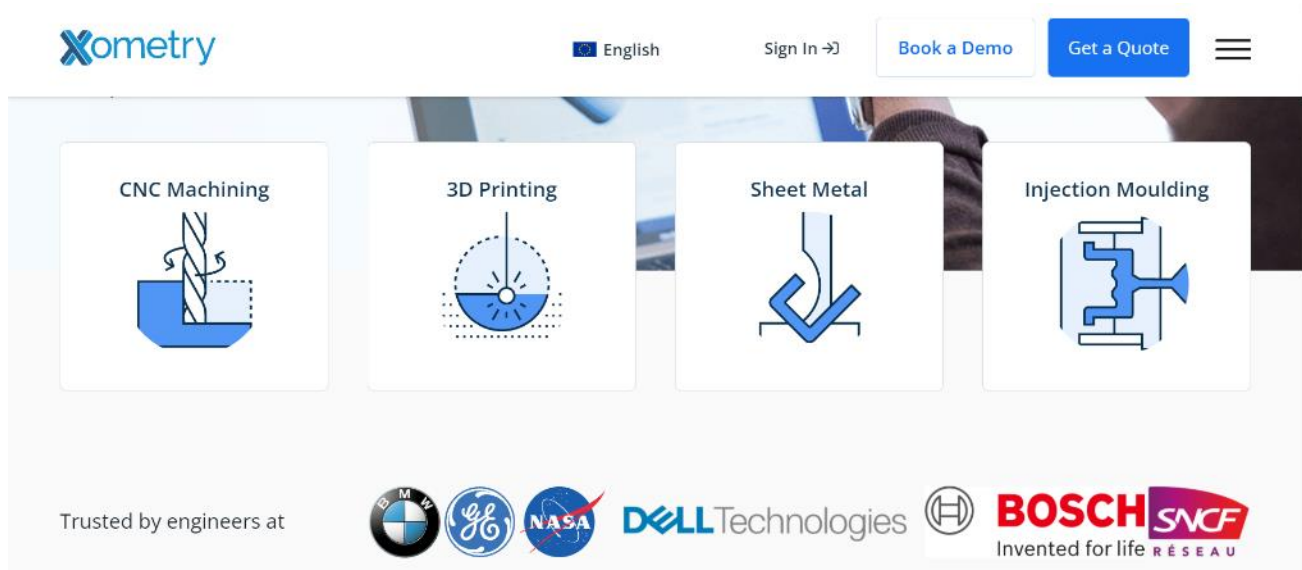 Xometry
English
Sign In
Book a Demo
Get a Quote
CNC Machining
3D Printing
Sheet Metal
Injection Moulding
Trusted by engineers at
BMW
GE
NASA
DELL Technologies
BOSCH
Invented for life
SNCF
RÉSEAU